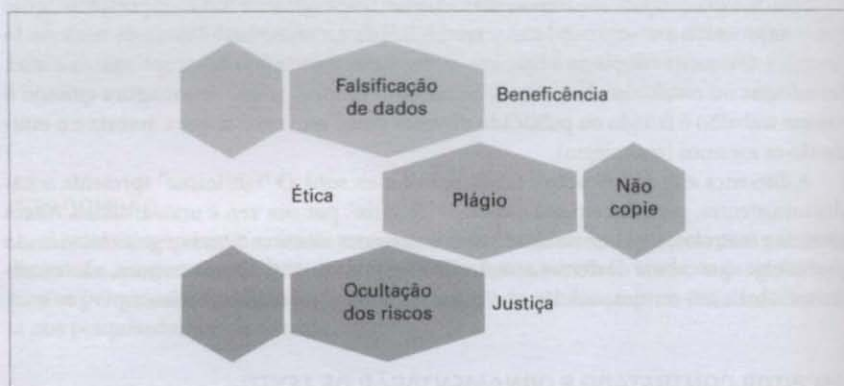 Falsificação
de dados
Beneficência
Ética
Plágio
Não
copie
Ocultação
dos riscos
Justiça